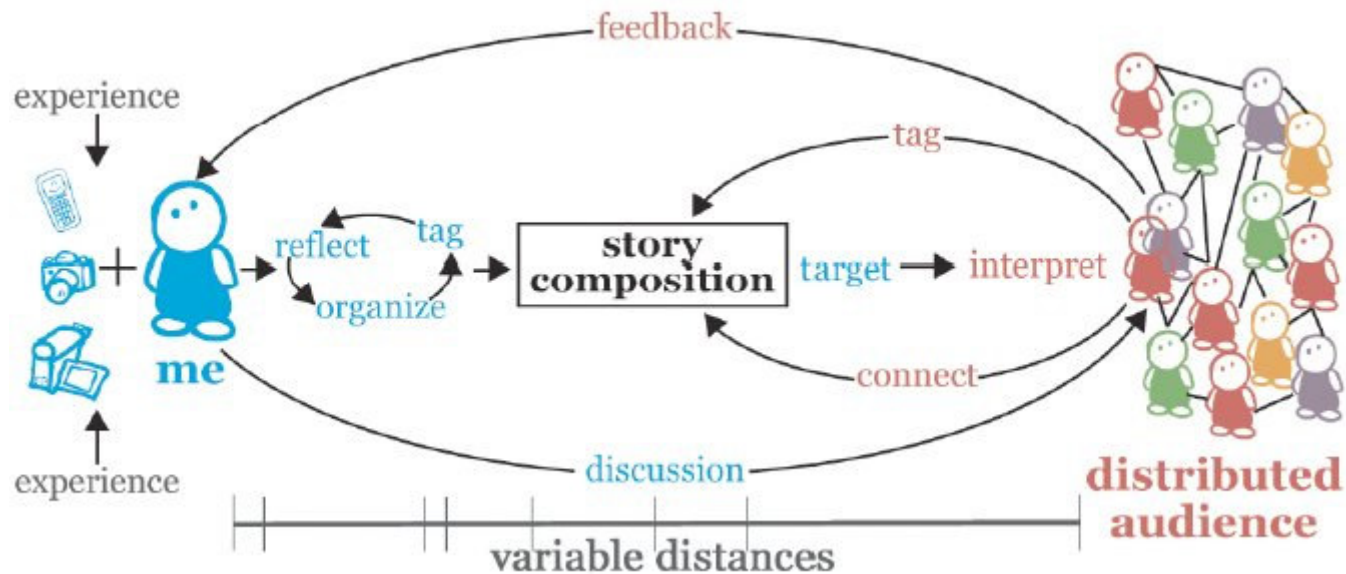 feedback
experience
tag
reflect
tag
organize
story
composition
target
interpret
me
connect
discussion
experience
distributed
audience
variable distances